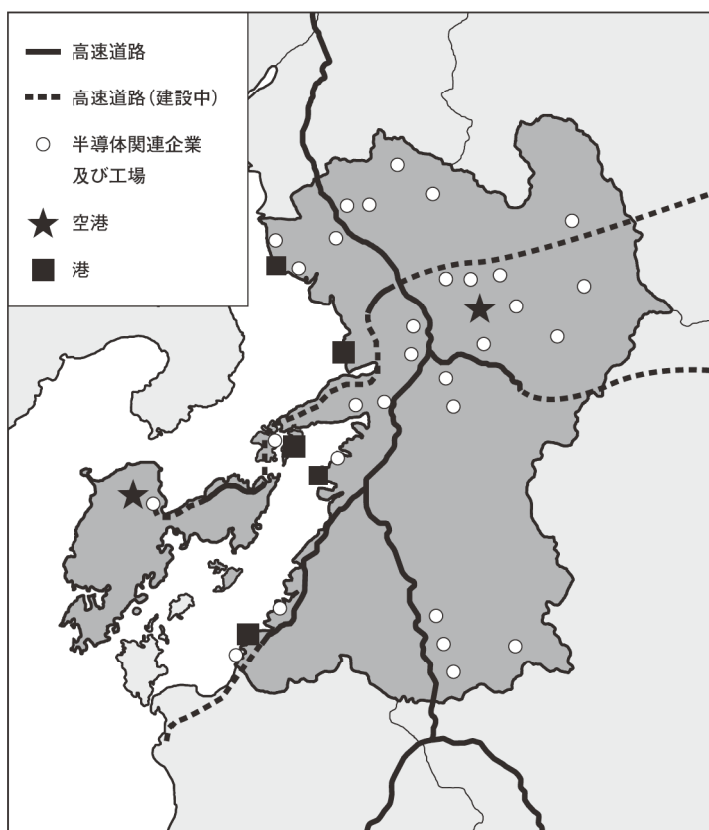 高速道路
高速道路(建設中)
半導体関連企業
及び工場
空港
港